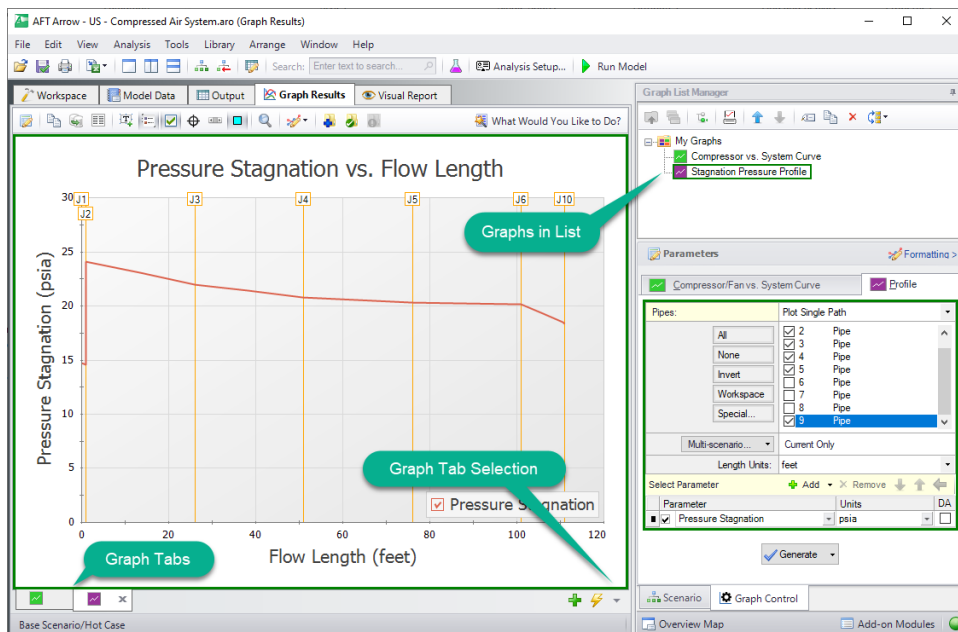 AFT Arrow - US - Compressed Air System.aro (Graph Results)
File Edit View Analysis Tools Library Arrange Window Help
Search: Enter text to search... Analysis Setup... Run Model
Workspace Model Data Output Graph Results Visual Report
What Would You Like to Do?
Pressure Stagnation vs. Flow Length
30
25
20
15
10
5
0
J1 J3 J4 J5 J6 J10
J2
Pressure Stagnation (psia)
Graph Tab Selection
Pressure Stagnation
0 20 40 60 80 100 120
Flow Length (feet)
Graph Tabs
Base Scenario/Hot Case
Graph List Manager
My Graphs
Compressor vs. System Curve
Stagnation Pressure Profile
Graphs in List
Parameters Formatting >
Compressor/Fan vs. System Curve Profile
Pipes: Plot Single Path
All
None
Invert
Workspace
Special...
2 Pipe
3 Pipe
4 Pipe
5 Pipe
6 Pipe
7 Pipe
8 Pipe
9 Pipe
Multi-scenario... Current Only
Length Units: feet
Select Parameter Add Remove
Parameter Units DA
Pressure Stagnation psia
Generate
Scenario Graph Control
Overview Map Add-on Modules